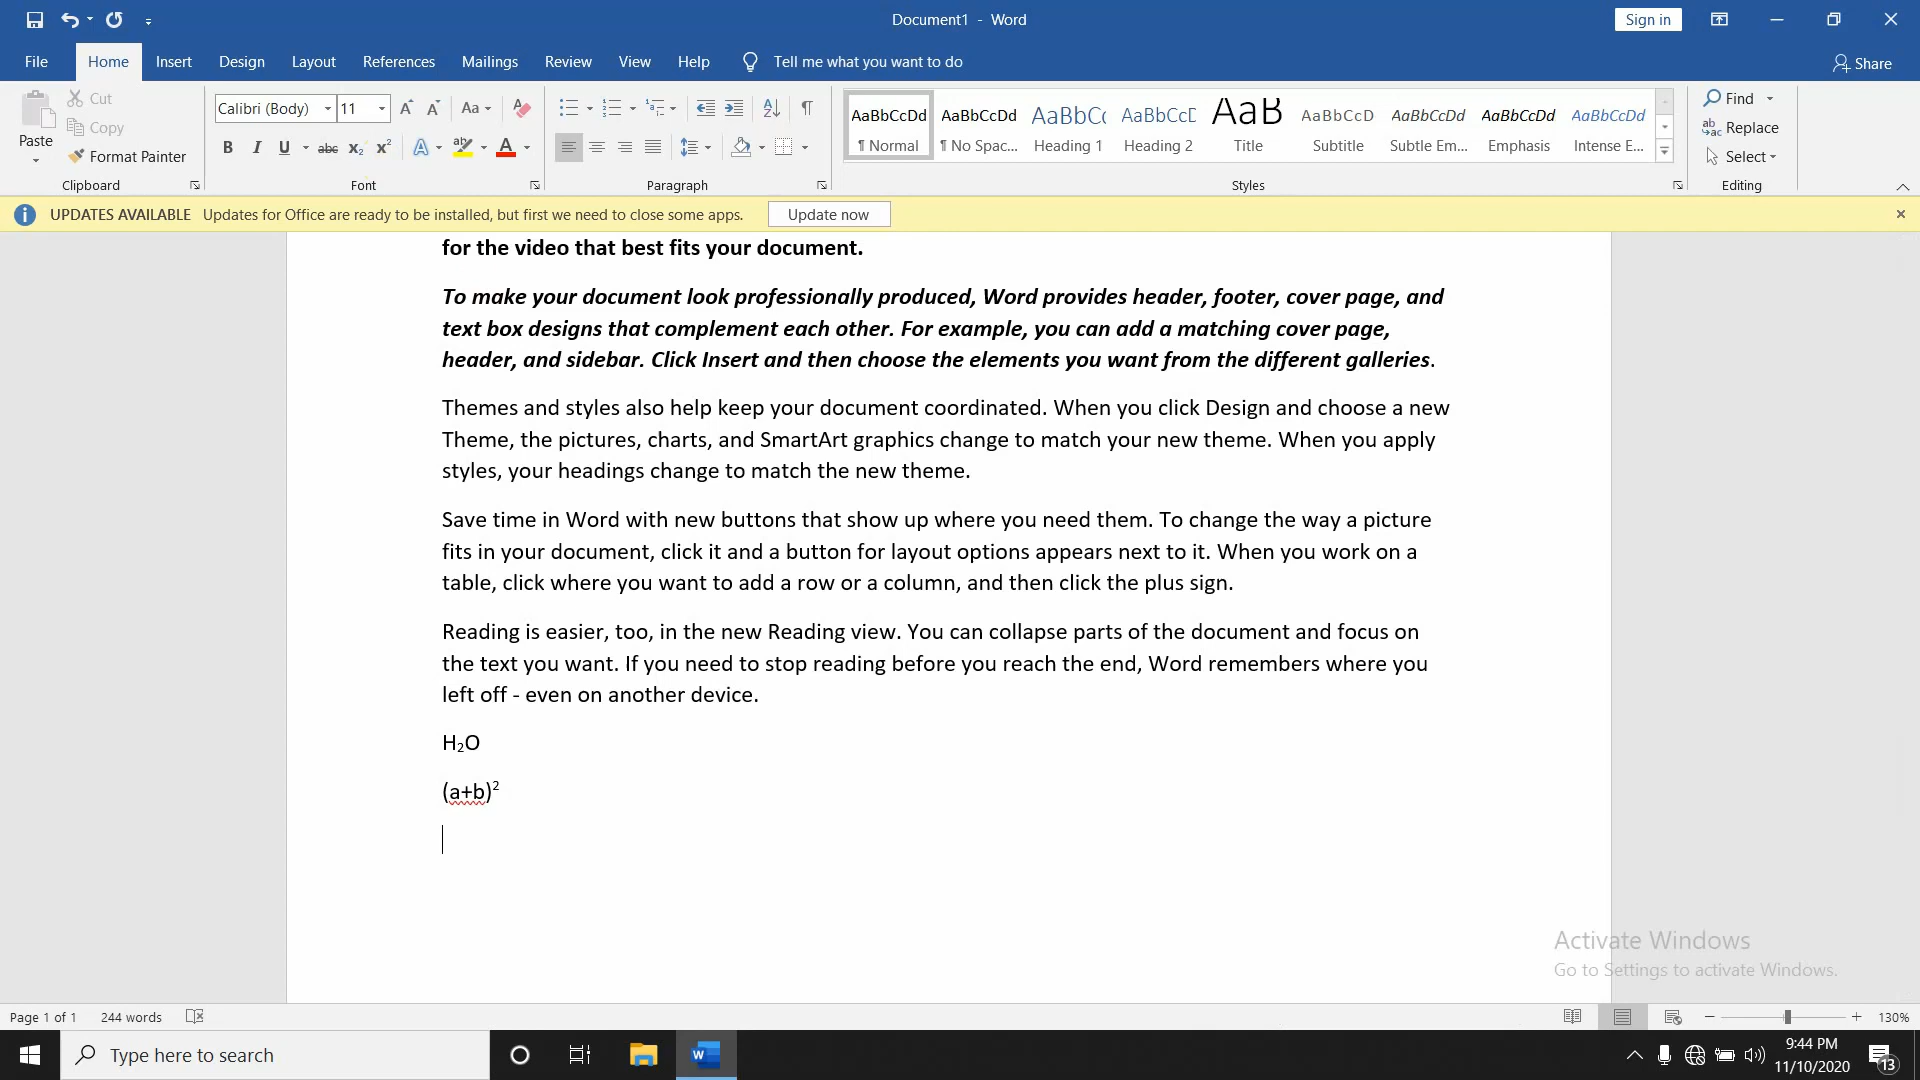 Document1 - Word
Sign in
File Home Insert Design Layout References Mailings Review View Help Tell me what you want to do Share
Cut
Copy
Paste
Format Painter
Clipboard
Calibri (Body) 11 A A Aa A
B I U abc X₂ X² A ab A
Font
A Z ¶
Paragraph
AaBbCcDd AaBbCcDd AaBbCc AaBbCcE AaB AaBbCcD AaBbCcDd AaBbCcDd AaBbCcDd
¶ Normal ¶ No Spac... Heading 1 Heading 2 Title Subtitle Subtle Em... Emphasis Intense E...
Styles
Find
ab ac Replace
Select
Editing
UPDATES AVAILABLE Updates for Office are ready to be installed, but first we need to close some apps. Update now
for the video that best fits your document.
To make your document look professionally produced, Word provides header, footer, cover page, and
text box designs that complement each other. For example, you can add a matching cover page,
header, and sidebar. Click Insert and then choose the elements you want from the different galleries.
Themes and styles also help keep your document coordinated. When you click Design and choose a new
Theme, the pictures, charts, and SmartArt graphics change to match your new theme. When you apply
styles, your headings change to match the new theme.
Save time in Word with new buttons that show up where you need them. To change the way a picture
fits in your document, click it and a button for layout options appears next to it. When you work on a
table, click where you want to add a row or a column, and then click the plus sign.
Reading is easier, too, in the new Reading view. You can collapse parts of the document and focus on
the text you want. If you need to stop reading before you reach the end, Word remembers where you
left off - even on another device.
H₂O
(a+b)²
Activate Windows
Go to Settings to activate Windows.
Page 1 of 1 244 words 130%
Type here to search
9:44 PM
11/10/2020
13